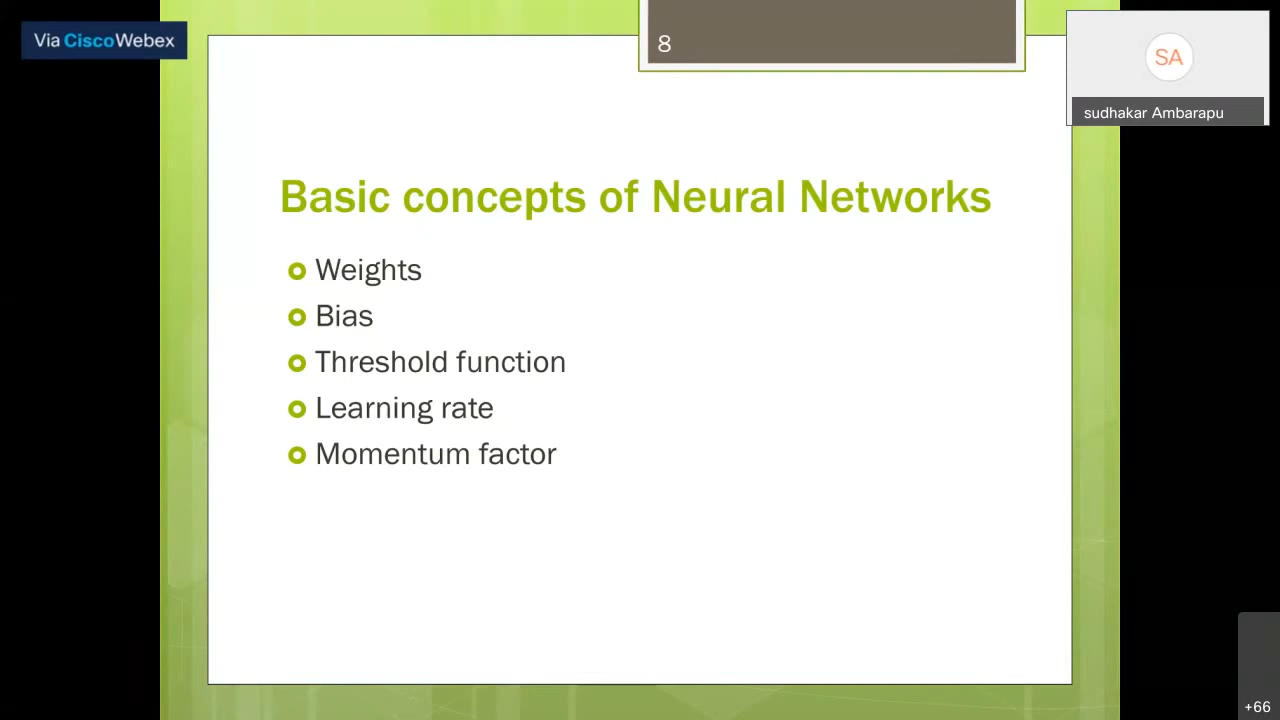 Via CiscoWebex
8
SA
sudhakar Ambarapu
Basic concepts of Neural Networks
Weights
Bias
Threshold function
Learning rate
Momentum factor
+66